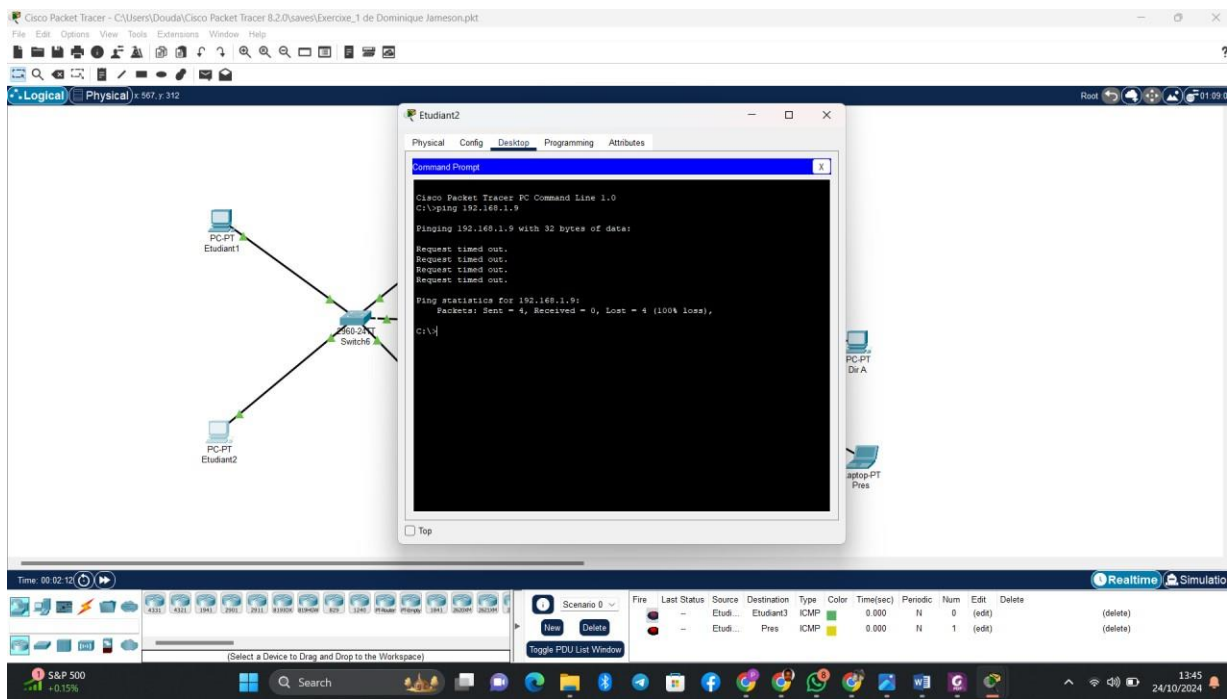 Cisco Packet Tracer - C:\Users\Douda\Cisco Packet Tracer 8.2.0\saves\Exercixe_1 de Dominique Jameson.pkt
File Edit Options View Tools Extensions Window Help
?
Logical Physical x: 567, y: 312
Root 01:09:0
Etudiant2
Physical Config Desktop Programming Attributes
Command Prompt
X
Cisco Packet Tracer PC Command Line 1.0
C:\>ping 192.168.1.9
Pinging 192.168.1.9 with 32 bytes of data:
Request timed out.
Request timed out.
Request timed out.
Request timed out.
Ping statistics for 192.168.1.9:
Packets: Sent = 4, Received = 0, Lost = 4 (100% loss),
C:\>
Top
PC-PT
Etudiant1
2960-24TT
Switch6
PC-PT
Etudiant2
PC-PT
Dir A
aptop-PT
Pres
Time: 00:02:12
Realtime Simulatio
4331 4321 1941 2901 2911 819IOX 819HGW 829 1240 PT-Router PT-Empty 1841 2620XM 2621XM
(Select a Device to Drag and Drop to the Workspace)
Scenario 0
New Delete
Toggle PDU List Window
Fire Last Status Source Destination Type Color Time(sec) Periodic Num Edit Delete
-- Etudi... Etudiant3 ICMP 0.000 N 0 (edit) (delete)
-- Etudi... Pres ICMP 0.000 N 1 (edit) (delete)
1
S&P 500
+0.15%
Search
13:45
24/10/2024